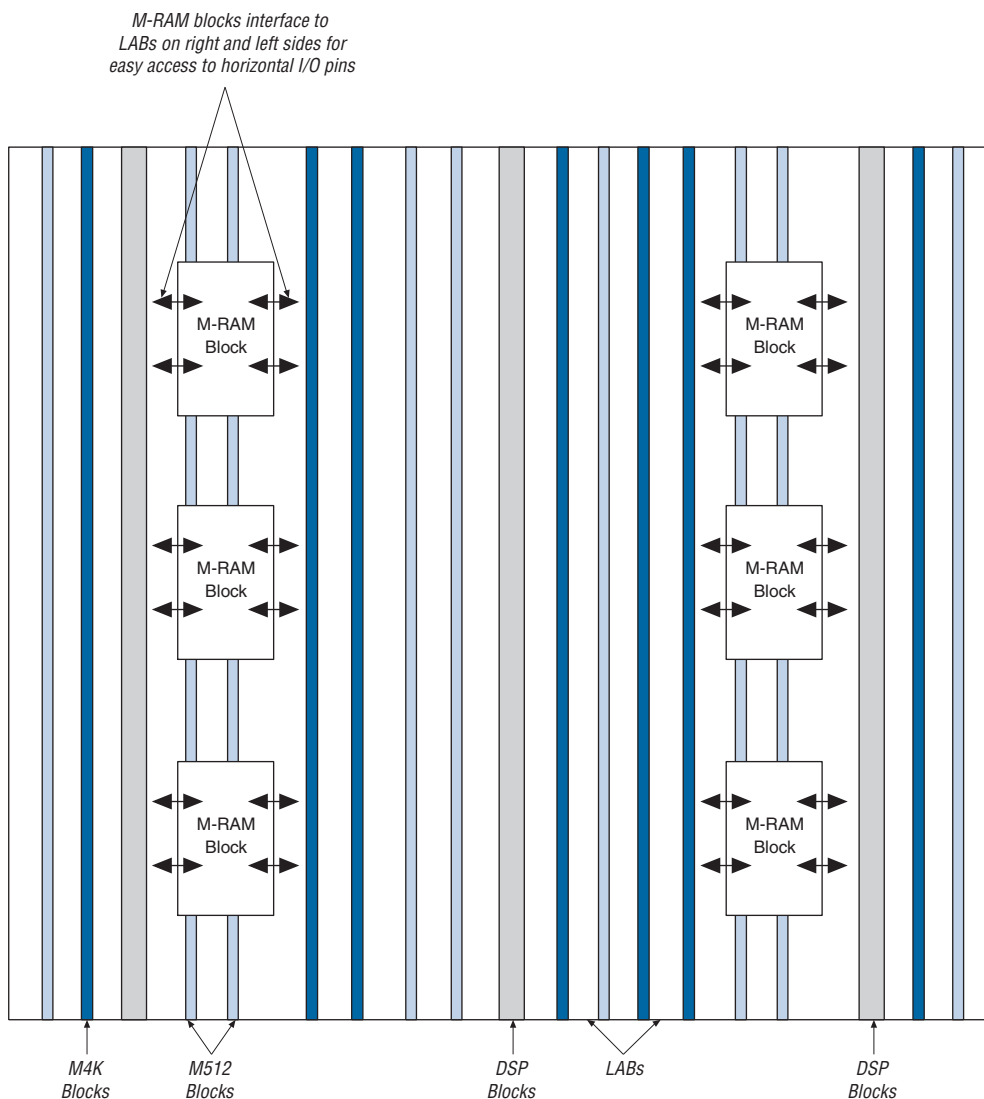 M-RAM blocks interface to
LABs on right and left sides for
easy access to horizontal I/O pins
M-RAM
Block
M-RAM
Block
M-RAM
Block
M-RAM
Block
M-RAM
Block
M-RAM
Block
M4K
Blocks
M512
Blocks
DSP
Blocks
LABs
DSP
Blocks